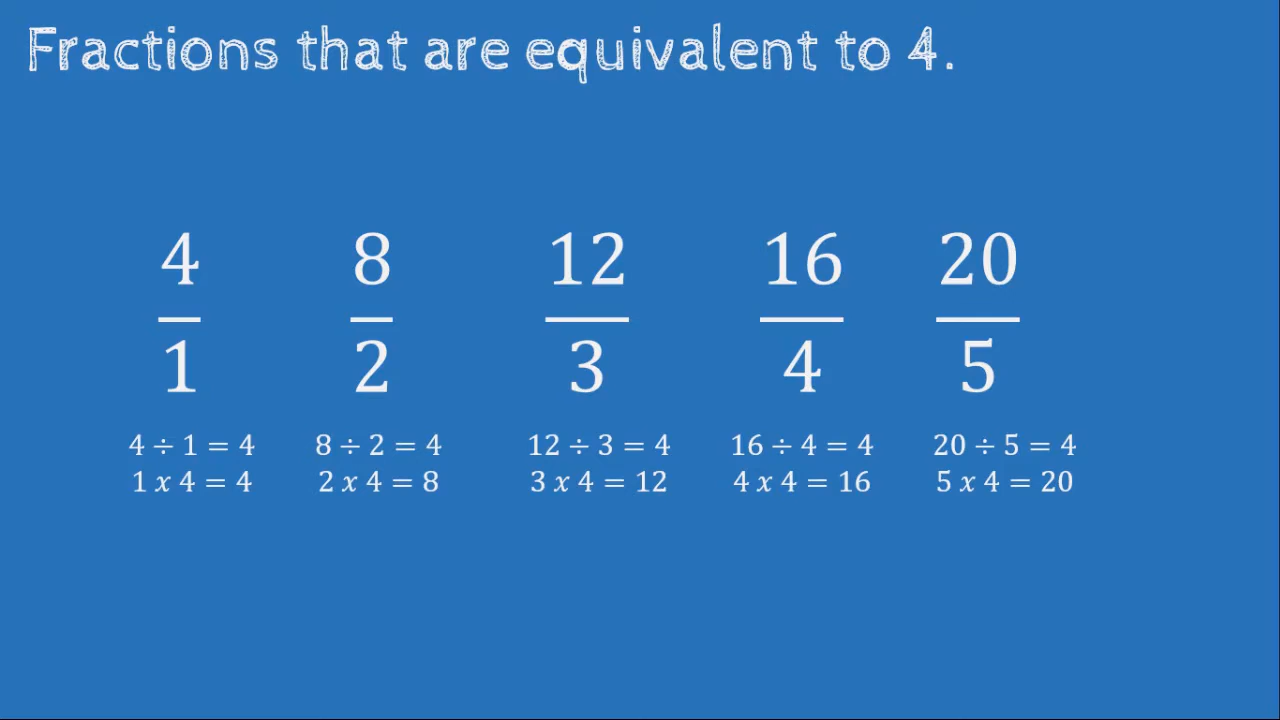 Fractions that are equivalent to 4.
4 8 12 16 20
1 2 3 4 5
4 ÷ 1 = 4 8 ÷ 2 = 4 12 ÷ 3 = 4 16 ÷ 4 = 4 20 ÷ 5 = 4
1 x 4 = 4 2 x 4 = 8 3 x 4 = 12 4 x 4 = 16 5 x 4 = 20